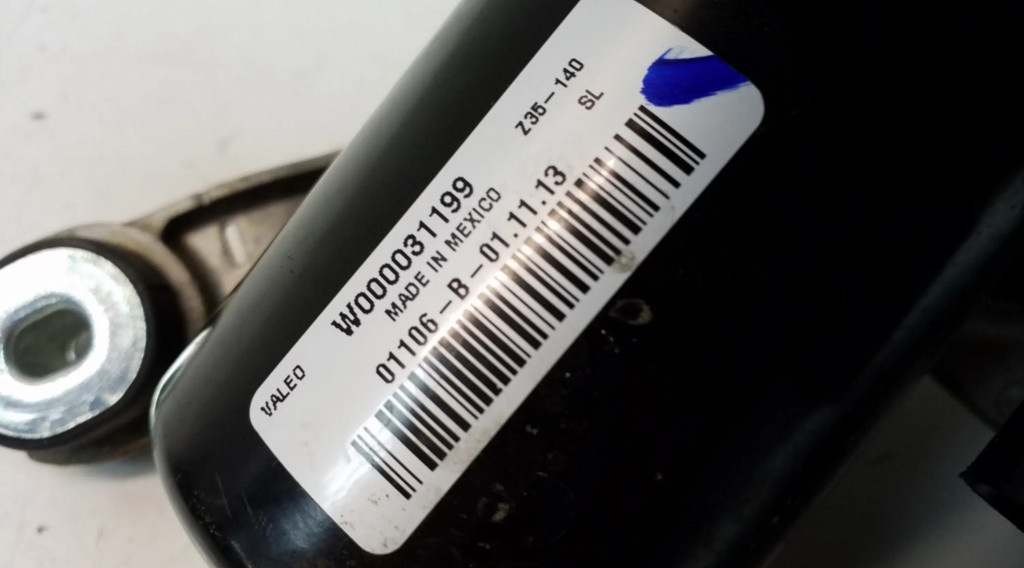 Z35-140
SL
W000031199
MADE IN MEXICO
01106-B-01.11.13
VALEO